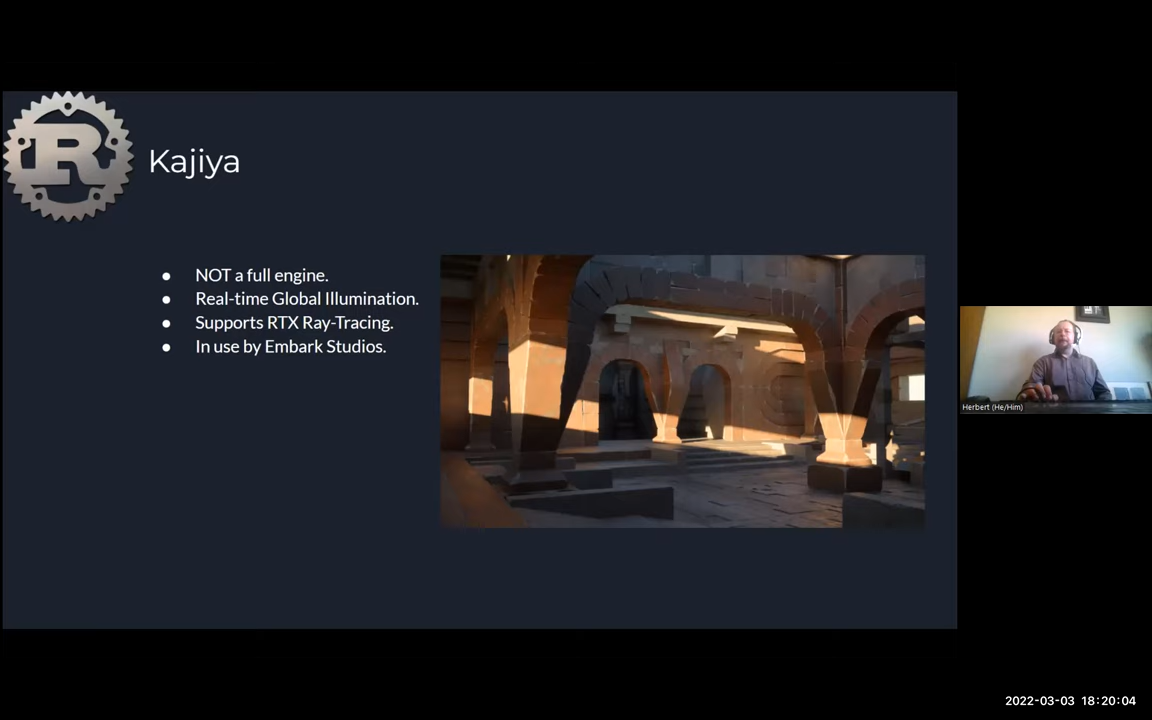 R
Kajiya
● NOT a full engine.
● Real-time Global Illumination.
● Supports RTX Ray-Tracing.
● In use by Embark Studios.
Herbert (He/Him)
2022-03-03 18:20:04